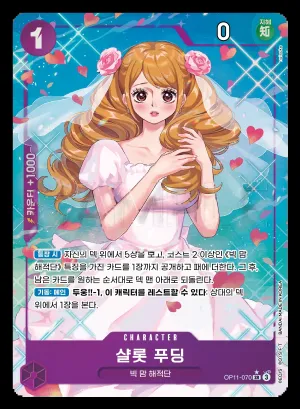 1
0
지혜
知
카운터 +1000
등장 시 자신의 덱 위에서 5장을 보고, 코스트 2 이상인 《빅 맘
해적단》 특징을 가진 카드를 1장까지 공개하고 패에 더한다. 그 후,
남은 카드를 원하는 순서대로 덱 맨 아래로 되돌린다.
기동: 메인 두웅!!-1, 이 캐릭터를 레스트할 수 있다: 상대의 덱
위에서 1장을 본다.
CHARACTER
샬롯 푸딩
빅 맘 해적단
OP11-070 SR 3